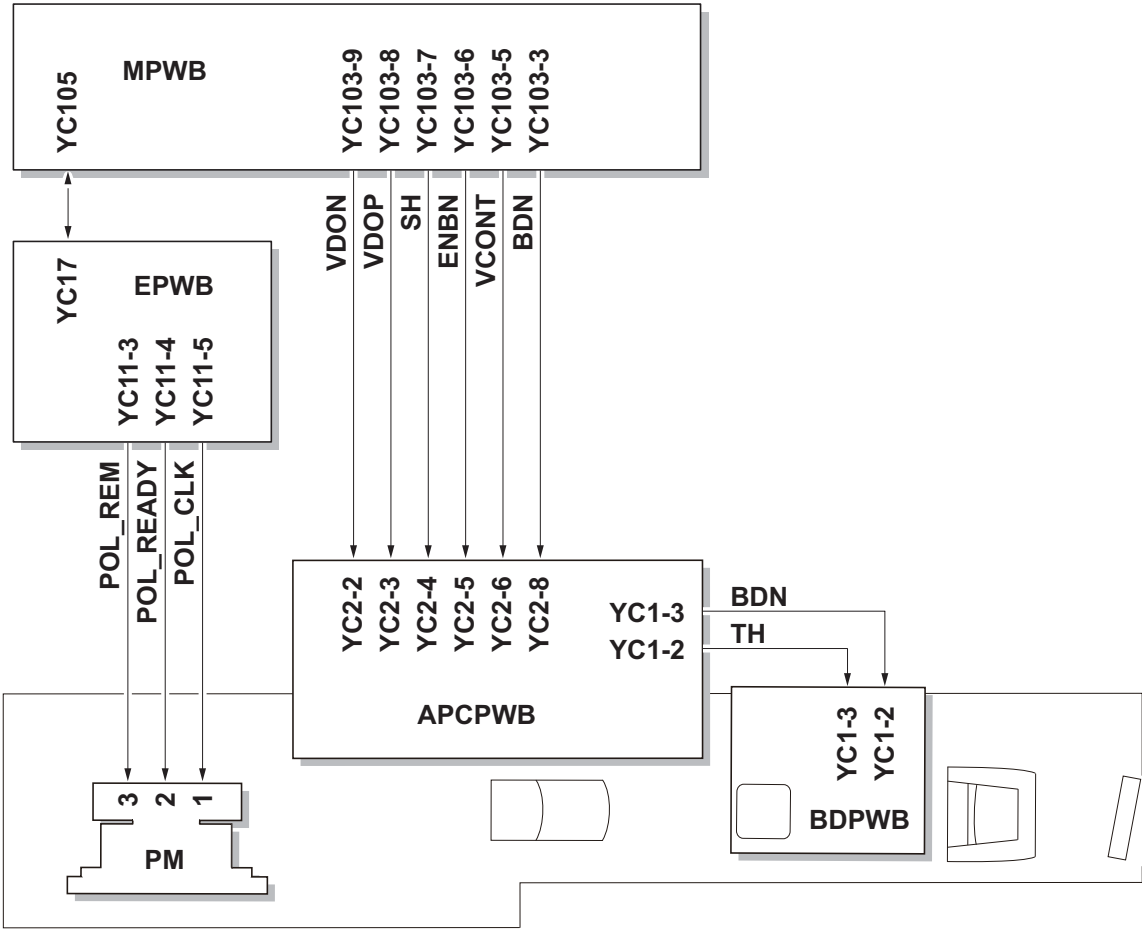 MPWB
YC105
YC103-9
YC103-8
YC103-7
YC103-6
YC103-5
YC103-3
VDON
VDOP
SH
ENBN
VCONT
BDN
YC17
EPWB
YC11-3
YC11-4
YC11-5
POL_REM
POL_READY
POL_CLK
YC2-2
YC2-3
YC2-4
YC2-5
YC2-6
YC2-8
YC1-3
YC1-2
BDN
TH
APCPWB
YC1-3
YC1-2
BDPWB
3
2
1
PM